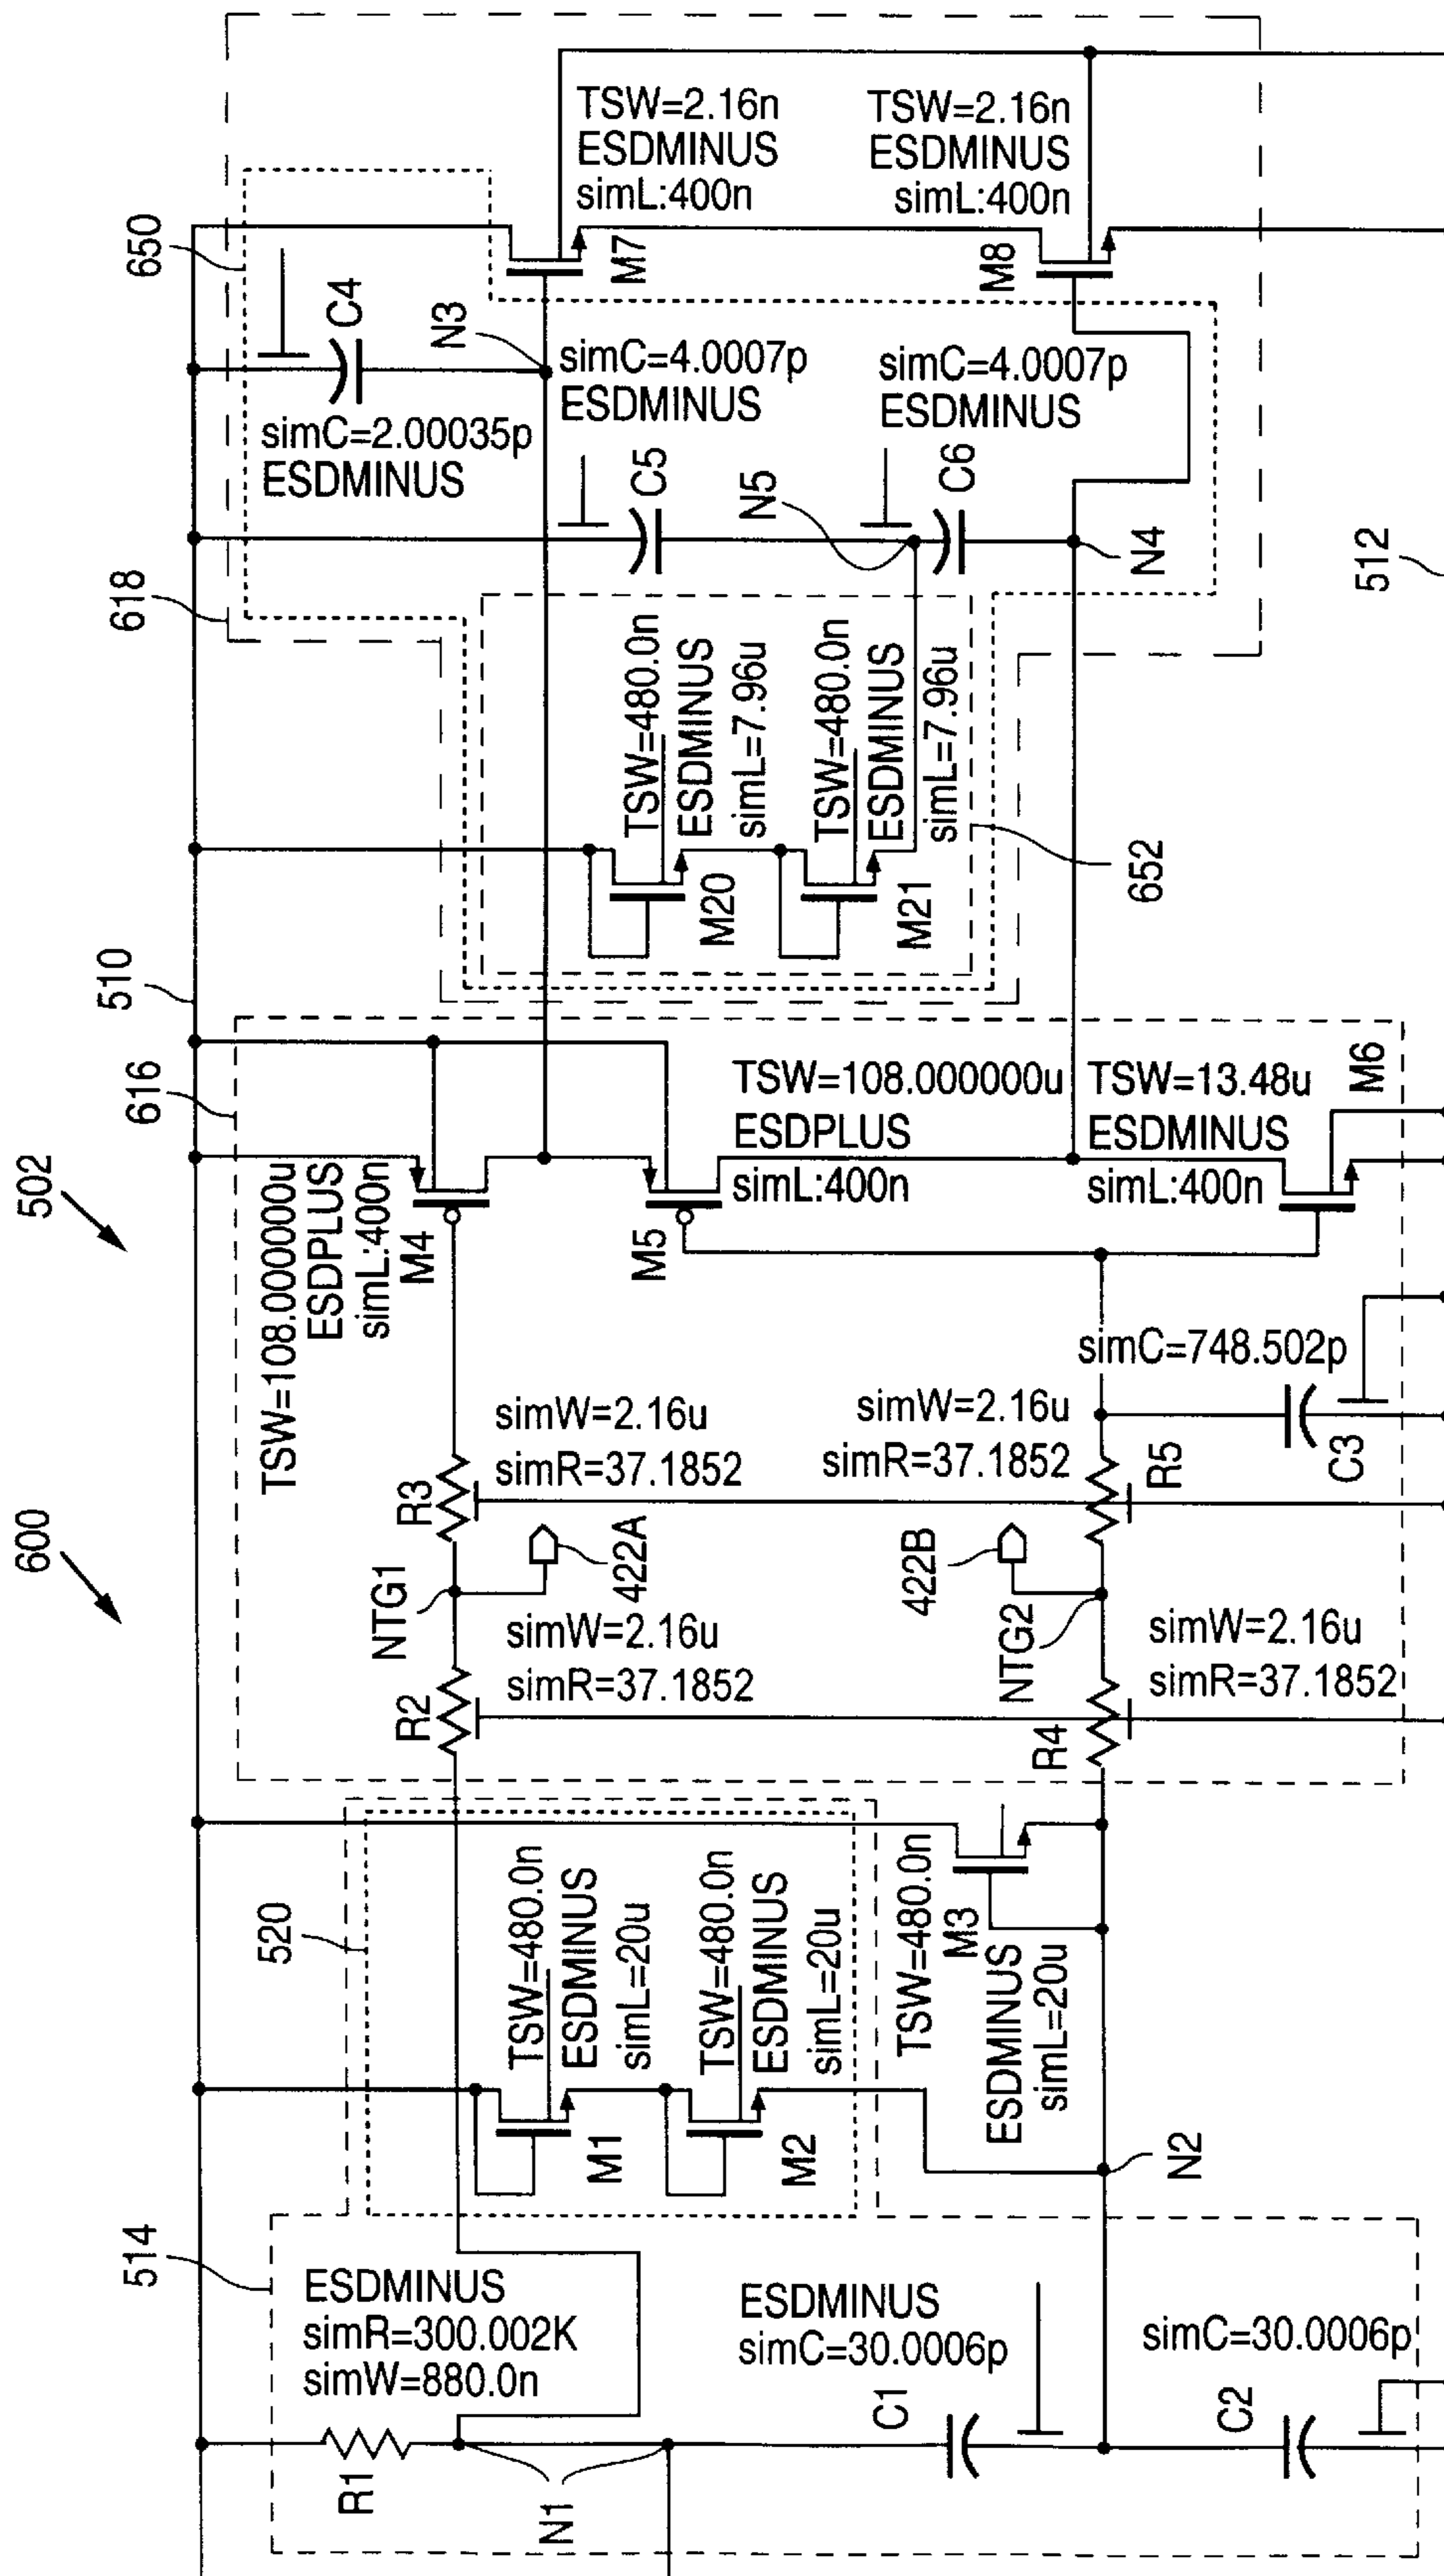 600
502
514
ESDMINUS
simR=300.002K
simW=880.0n
R1
N1
ESDMINUS
simC=30.0006p
C1
simC=30.0006p
C2
N2
520
TSW=480.0n
ESDMINUS
simL=20u
M1
TSW=480.0n
ESDMINUS
simL=20u
M2
TSW=480.0n
M3
ESDMINUS
simL=20u
616
R2
simW=2.16u
simR=37.1852
NTG1
422A
R3
simW=2.16u
simR=37.1852
R4
simW=2.16u
simR=37.1852
NTG2
422B
R5
simW=2.16u
simR=37.1852
simC=748.502p
C3
TSW=108.000000u
ESDPLUS
simL:400n
M4
M5
TSW=108.000000u
ESDPLUS
simL:400n
TSW=13.48u
ESDMINUS
simL:400n
M6
510
618
650
TSW=480.0n
ESDMINUS
simL=7.96u
M20
TSW=480.0n
ESDMINUS
simL=7.96u
M21
652
C4
simC=2.00035p
ESDMINUS
N3
simC=4.0007p
ESDMINUS
C5
N5
simC=4.0007p
ESDMINUS
C6
N4
TSW=2.16n
ESDMINUS
simL:400n
M7
TSW=2.16n
ESDMINUS
simL:400n
M8
512